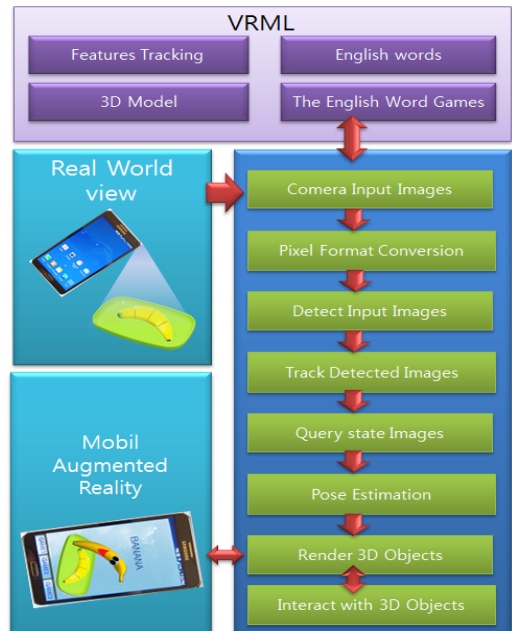 VRML
Features Tracking
English words
3D Model
The English Word Games
Real World
view
Comera Input Images
Pixel Format Conversion
Detect Input Images
Track Detected Images
Query state Images
Pose Estimation
Render 3D Objects
Interact with 3D Objects
Mobil
Augmented
Reality
BANANA